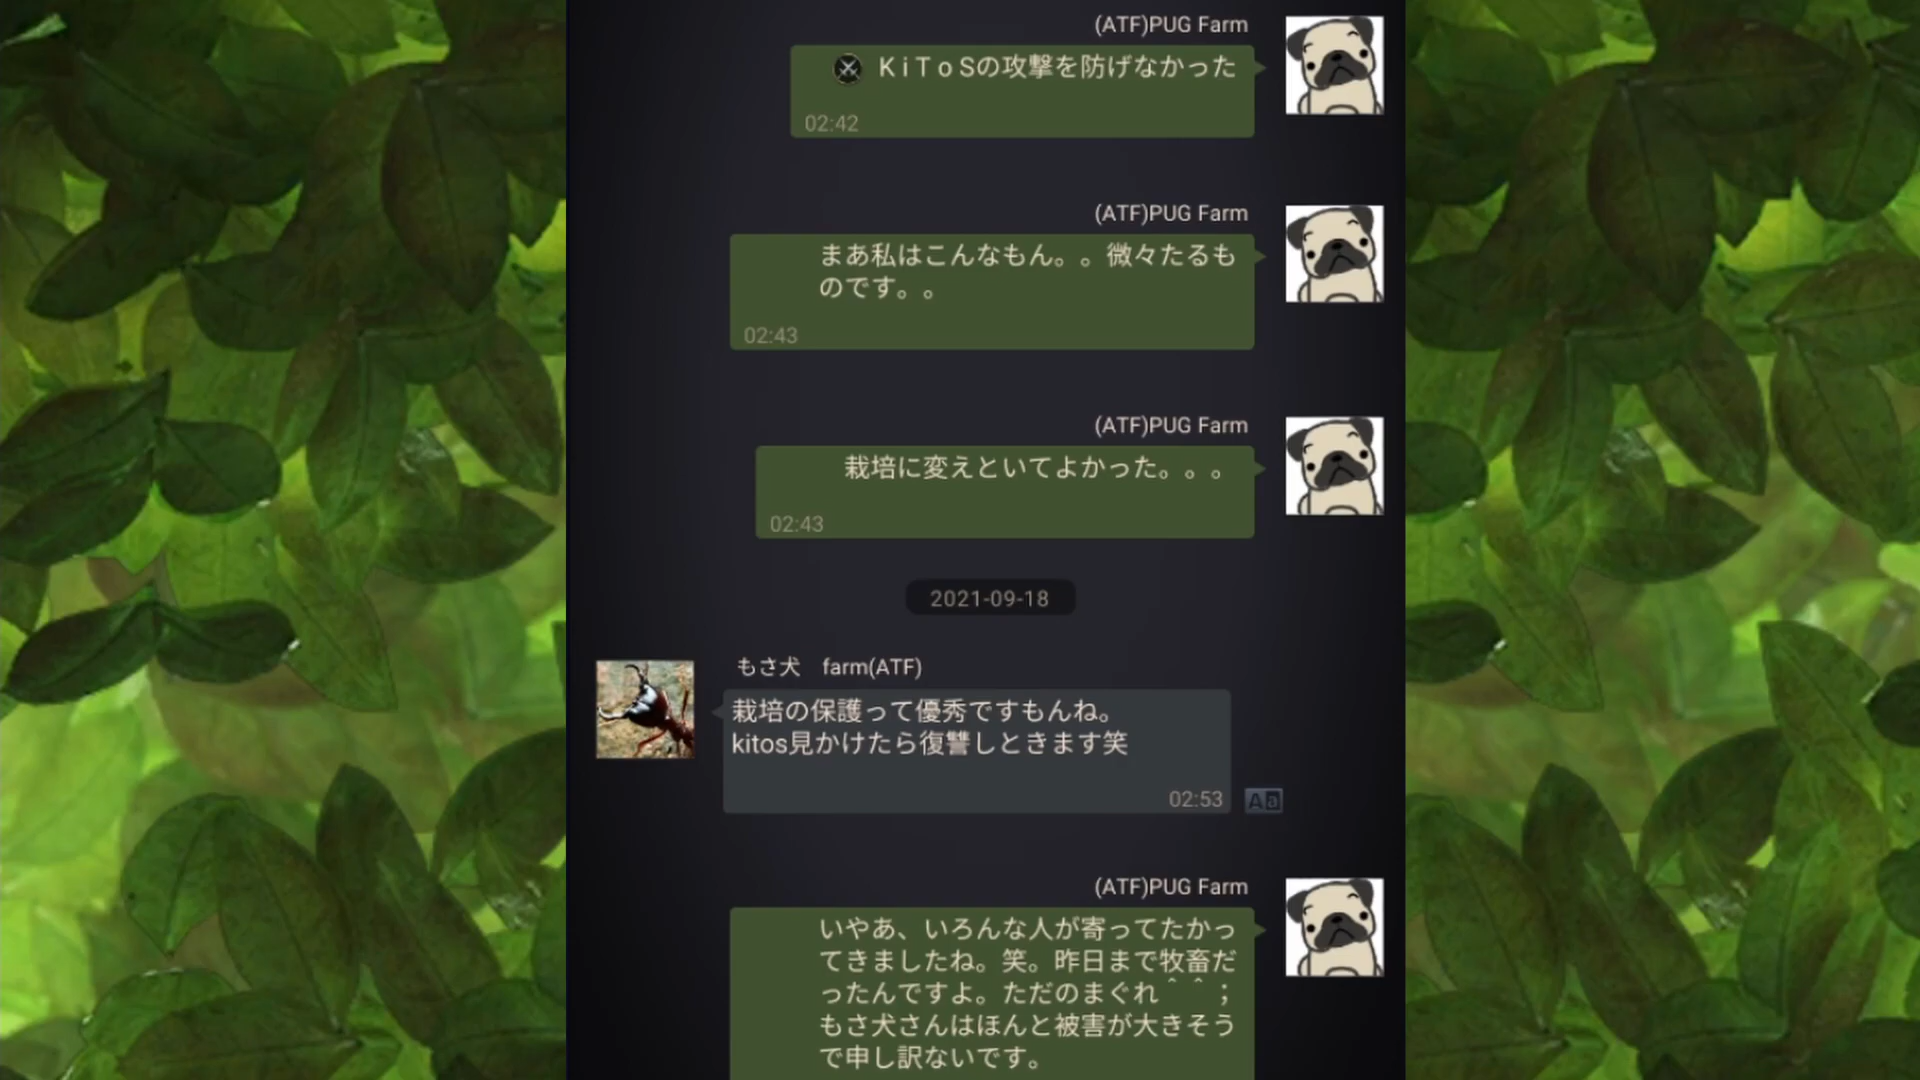 (ATF)PUG Farm
KiToSの攻撃を防げなかった
02:42
(ATF)PUG Farm
まあ私はこんなもん。。微々たるも
のです。。
02:43
(ATF)PUG Farm
栽培に変えといてよかった。。。
02:43
2021-09-18
もさ犬　farm(ATF)
栽培の保護って優秀ですもんね。
kitos見かけたら復讐しときます笑
02:53
Aa
(ATF)PUG Farm
いやあ、いろんな人が寄ってたかっ
てきましたね。笑。昨日まで牧畜だ
ったんですよ。ただのまぐれ＾＾；
もさ犬さんはほんと被害が大きそう
で申し訳ないです。